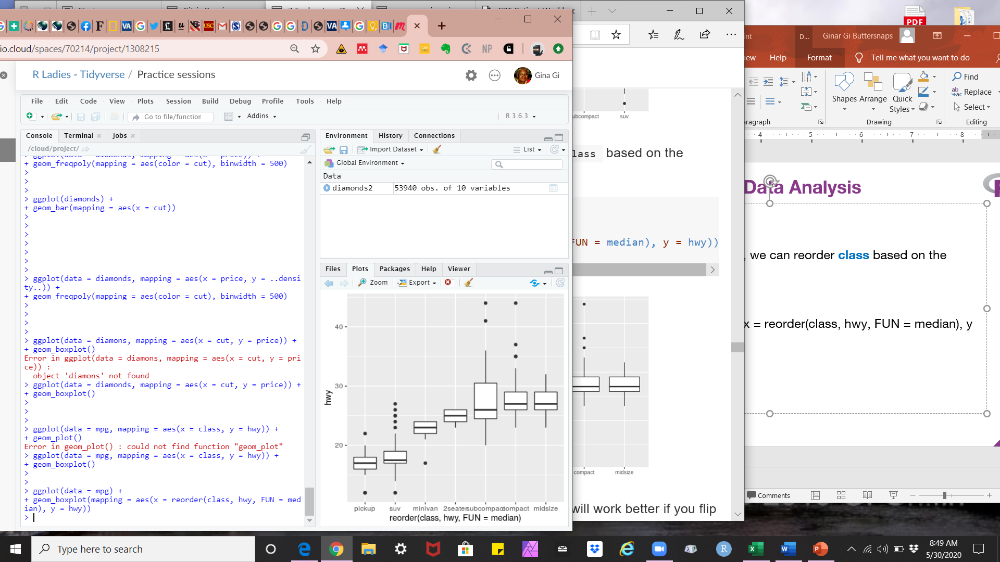 io.cloud/spaces/70214/project/1308215
NP
R Ladies - Tidyverse / Practice sessions
Gina Gi
File Edit Code View Plots Session Build Debug Profile Tools Help
Go to file/function
Addins
R 3.6.3
Console Terminal Jobs
/cloud/project/
+ geom_freqpoly(mapping = aes(color = cut), binwidth = 500)
>
>
>
> ggplot(diamonds) +
+ geom_bar(mapping = aes(x = cut))
>
>
>
>
>
>
>
> ggplot(data = diamonds, mapping = aes(x = price, y = ..densi
ty..)) +
+ geom_freqpoly(mapping = aes(color = cut), binwidth = 500)
>
>
>
>
> ggplot(data = diamons, mapping = aes(x = cut, y = price)) +
+ geom_boxplot()
Error in ggplot(data = diamons, mapping = aes(x = cut, y = pri
ce)) :
object 'diamons' not found
> ggplot(data = diamonds, mapping = aes(x = cut, y = price)) +
+ geom_boxplot()
>
>
>
> ggplot(data = mpg, mapping = aes(x = class, y = hwy)) +
+ geom_plot()
Error in geom_plot() : could not find function "geom_plot"
> ggplot(data = mpg, mapping = aes(x = class, y = hwy)) +
+ geom_boxplot()
>
>
> ggplot(data = mpg) +
+ geom_boxplot(mapping = aes(x = reorder(class, hwy, FUN = med
ian), y = hwy))
>
Environment History Connections
Import Dataset
List
Global Environment
Data
diamonds2 53940 obs. of 10 variables
Files Plots Packages Help Viewer
Zoom Export
40
30
20
hwy
pickup suv minivan 2seater subcompact compact midsize
reorder(class, hwy, FUN = median)
ubcompact suv
lass based on the
FUN = median), y = hwy))
compact midsize
will work better if you flip
PDF
nt D... Ginar Gi Buttersnaps
iew Help Format Tell me what you want to do
Shapes Arrange Quick Styles
Find
Replace
Select
aragraph Drawing Editing
4 5 6 7 8
Data Analysis
, we can reorder class based on the
x = reorder(class, hwy, FUN = median), y
Comments
Type here to search
8:49 AM
5/30/2020